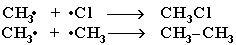 CH₃• + •Cl ⟶ CH₃Cl
CH₃• + •CH₃ ⟶ CH₃–CH₃